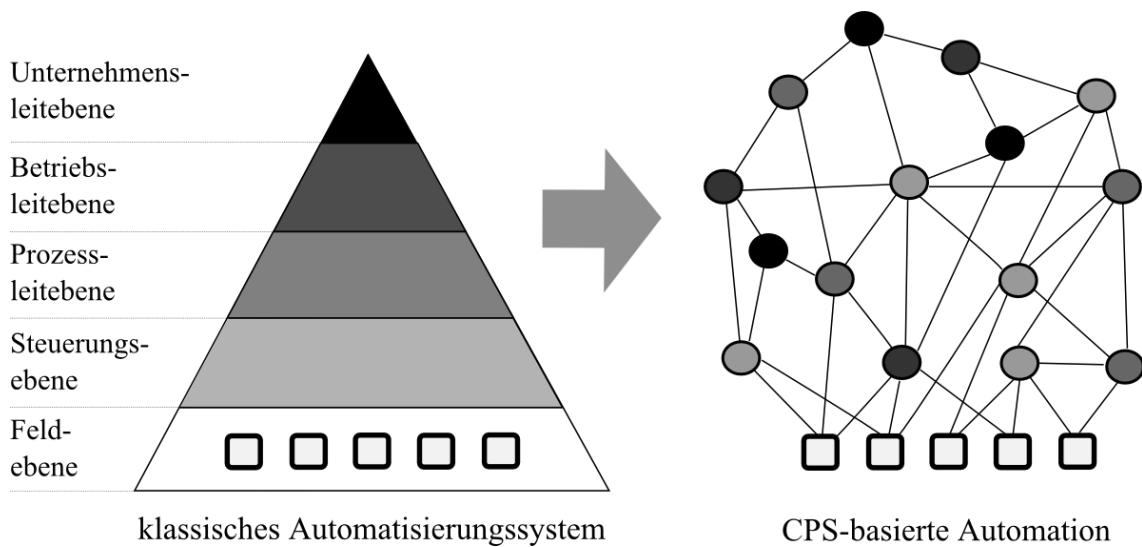 Unternehmens-
leitebene
Betriebs-
leitebene
Prozess-
leitebene
Steuerungs-
ebene
Feld-
ebene
klassisches Automatisierungssystem
CPS-basierte Automation